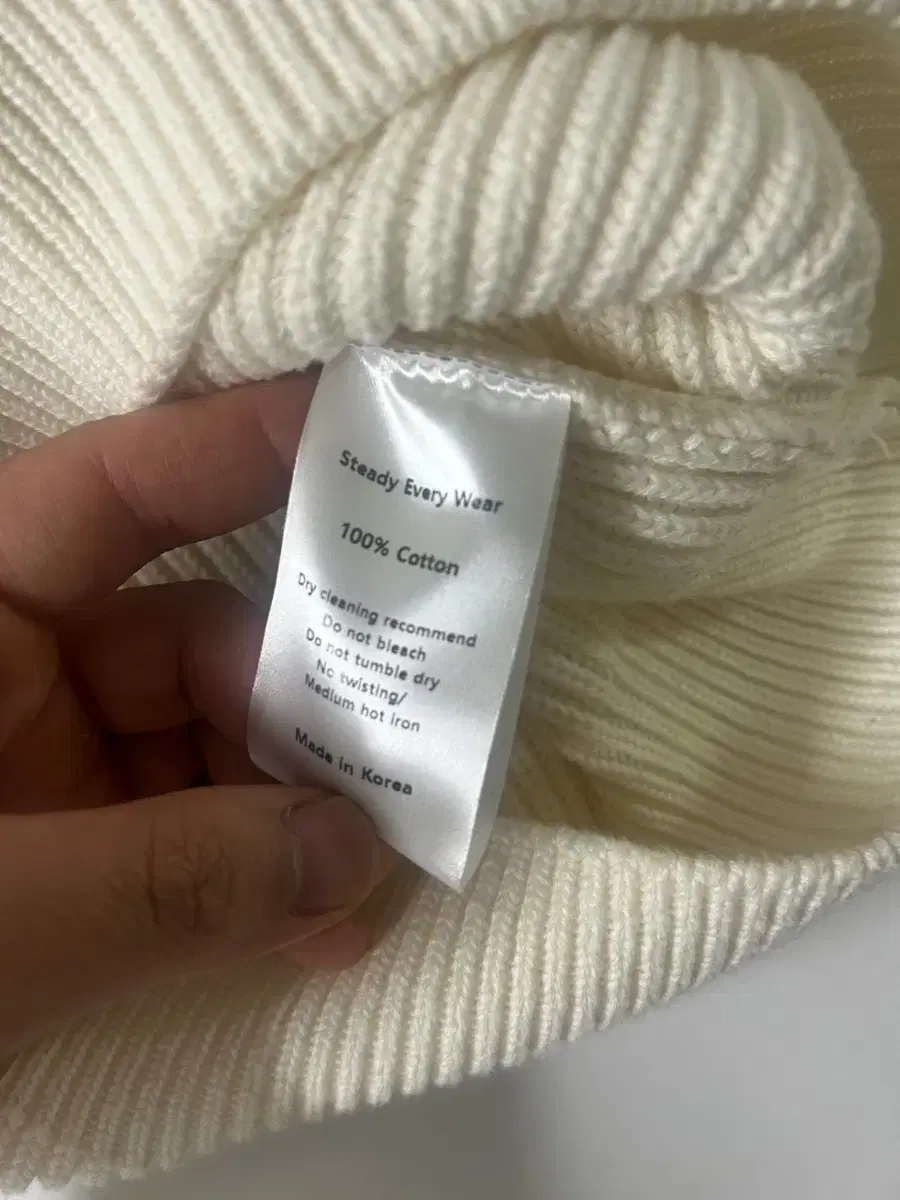 Steady Every Wear
100% Cotton
Dry cleaning recommend
Do not bleach
Do not tumble dry
No twisting/
Medium hot iron
Made in Korea